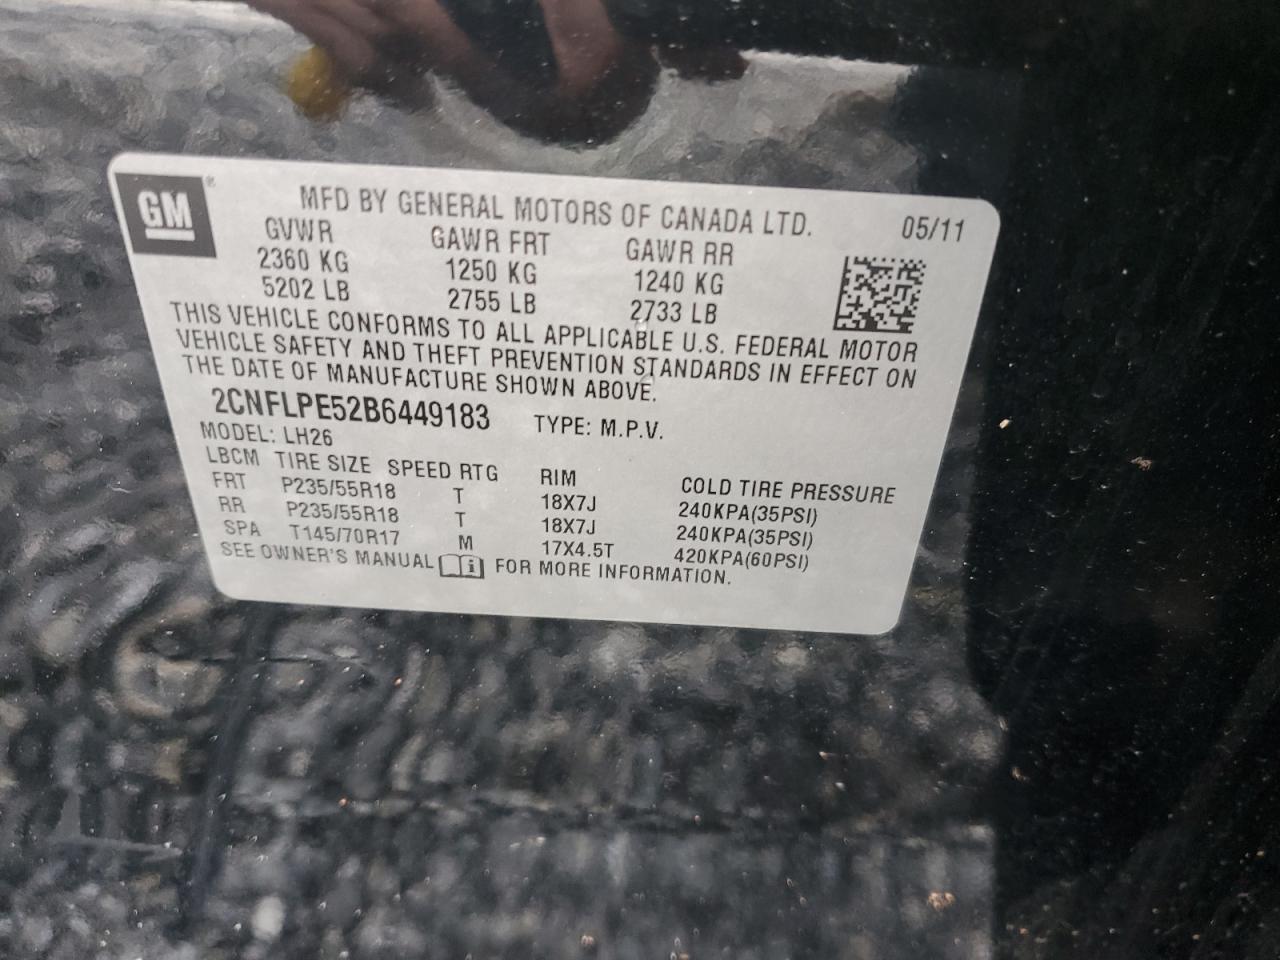 GM® MFD BY GENERAL MOTORS OF CANADA LTD. 05/11
GVWR GAWR FRT GAWR RR
2360 KG 1250 KG 1240 KG
5202 LB 2755 LB 2733 LB
THIS VEHICLE CONFORMS TO ALL APPLICABLE U.S. FEDERAL MOTOR
VEHICLE SAFETY AND THEFT PREVENTION STANDARDS IN EFFECT ON
THE DATE OF MANUFACTURE SHOWN ABOVE.
2CNFLPE52B6449183 TYPE: M.P.V.
MODEL: LH26
LBCM TIRE SIZE SPEED RTG RIM COLD TIRE PRESSURE
FRT P235/55R18 T 18X7J 240KPA(35PSI)
RR P235/55R18 T 18X7J 240KPA(35PSI)
SPA T145/70R17 M 17X4.5T 420KPA(60PSI)
SEE OWNER'S MANUAL i FOR MORE INFORMATION.